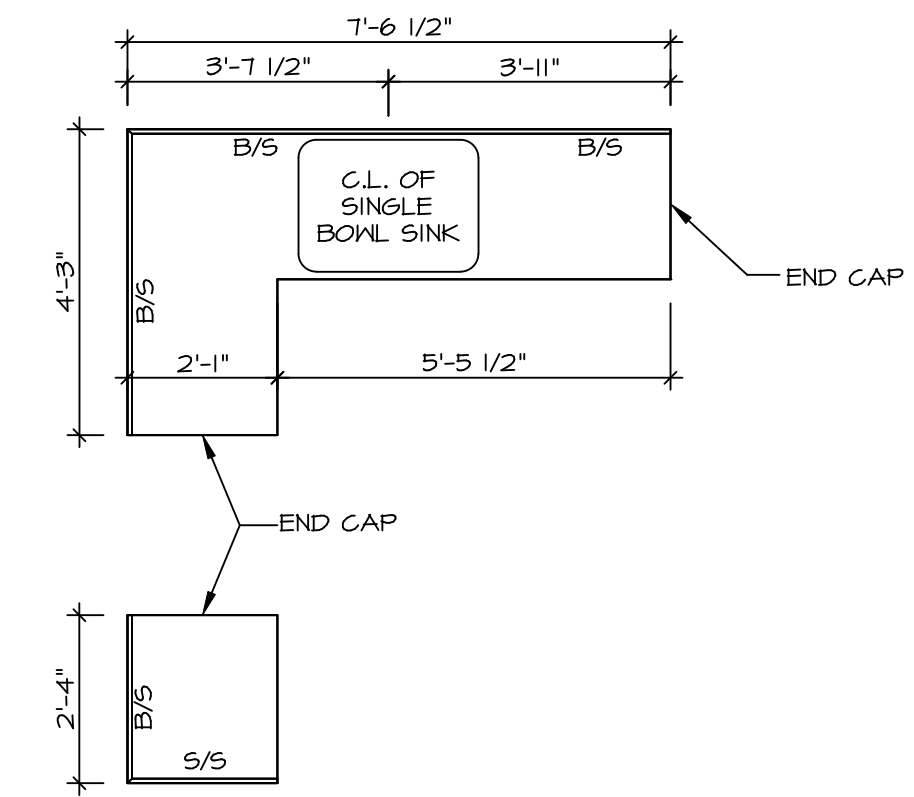 7'-6 1/2"
3'-7 1/2"
3'-11"
B/S
B/S
C.L. OF
SINGLE
BOWL SINK
4'-3"
B/S
END CAP
2'-1"
5'-5 1/2"
END CAP
2'-4"
B/S
S/S